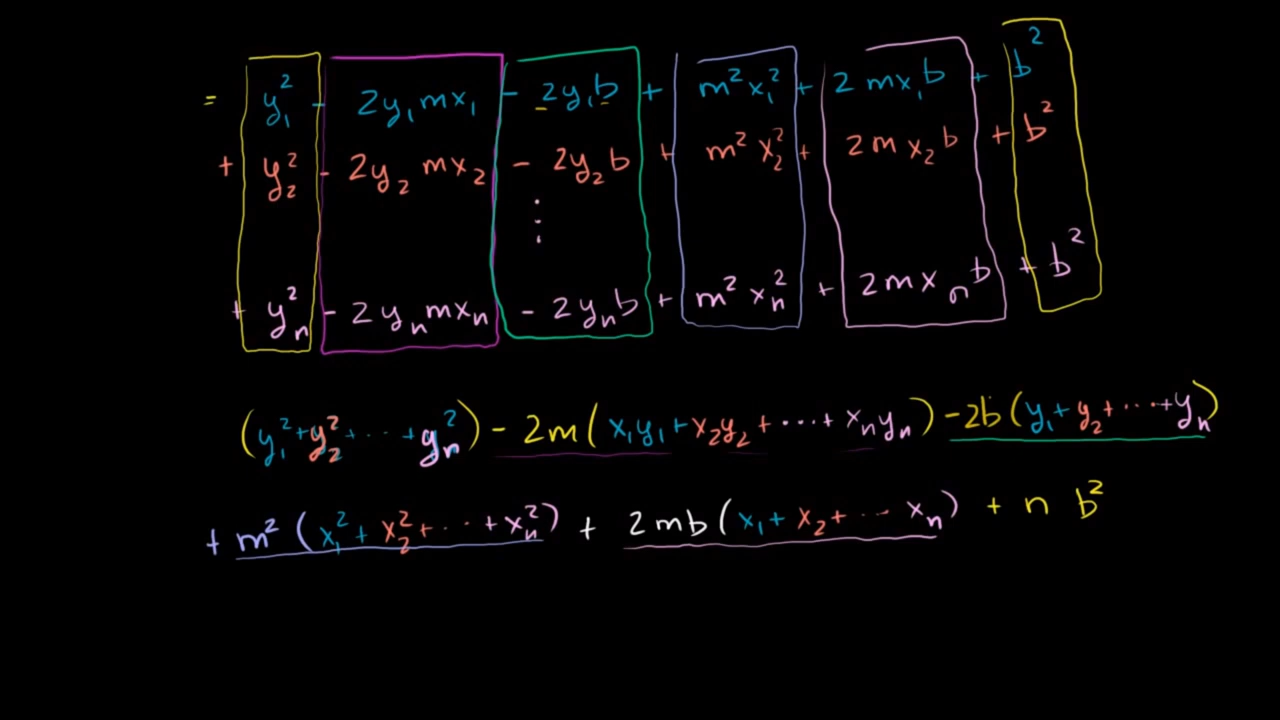 = y₁² - 2y₁mx₁ - 2y₁b + m²x₁² + 2mx₁b + b²
+ y₂² - 2y₂mx₂ - 2y₂b + m²x₂² + 2mx₂b + b²
⋮
+ yₙ² - 2yₙmxₙ - 2yₙb + m²xₙ² + 2mxₙb + b²
(y₁²+y₂²+···+yₙ²) - 2m(x₁y₁+x₂y₂+···+xₙyₙ) - 2b(y₁+y₂+···+yₙ)
+ m²(x₁²+x₂²+···+xₙ²) + 2mb(x₁+x₂+···xₙ) + n b²